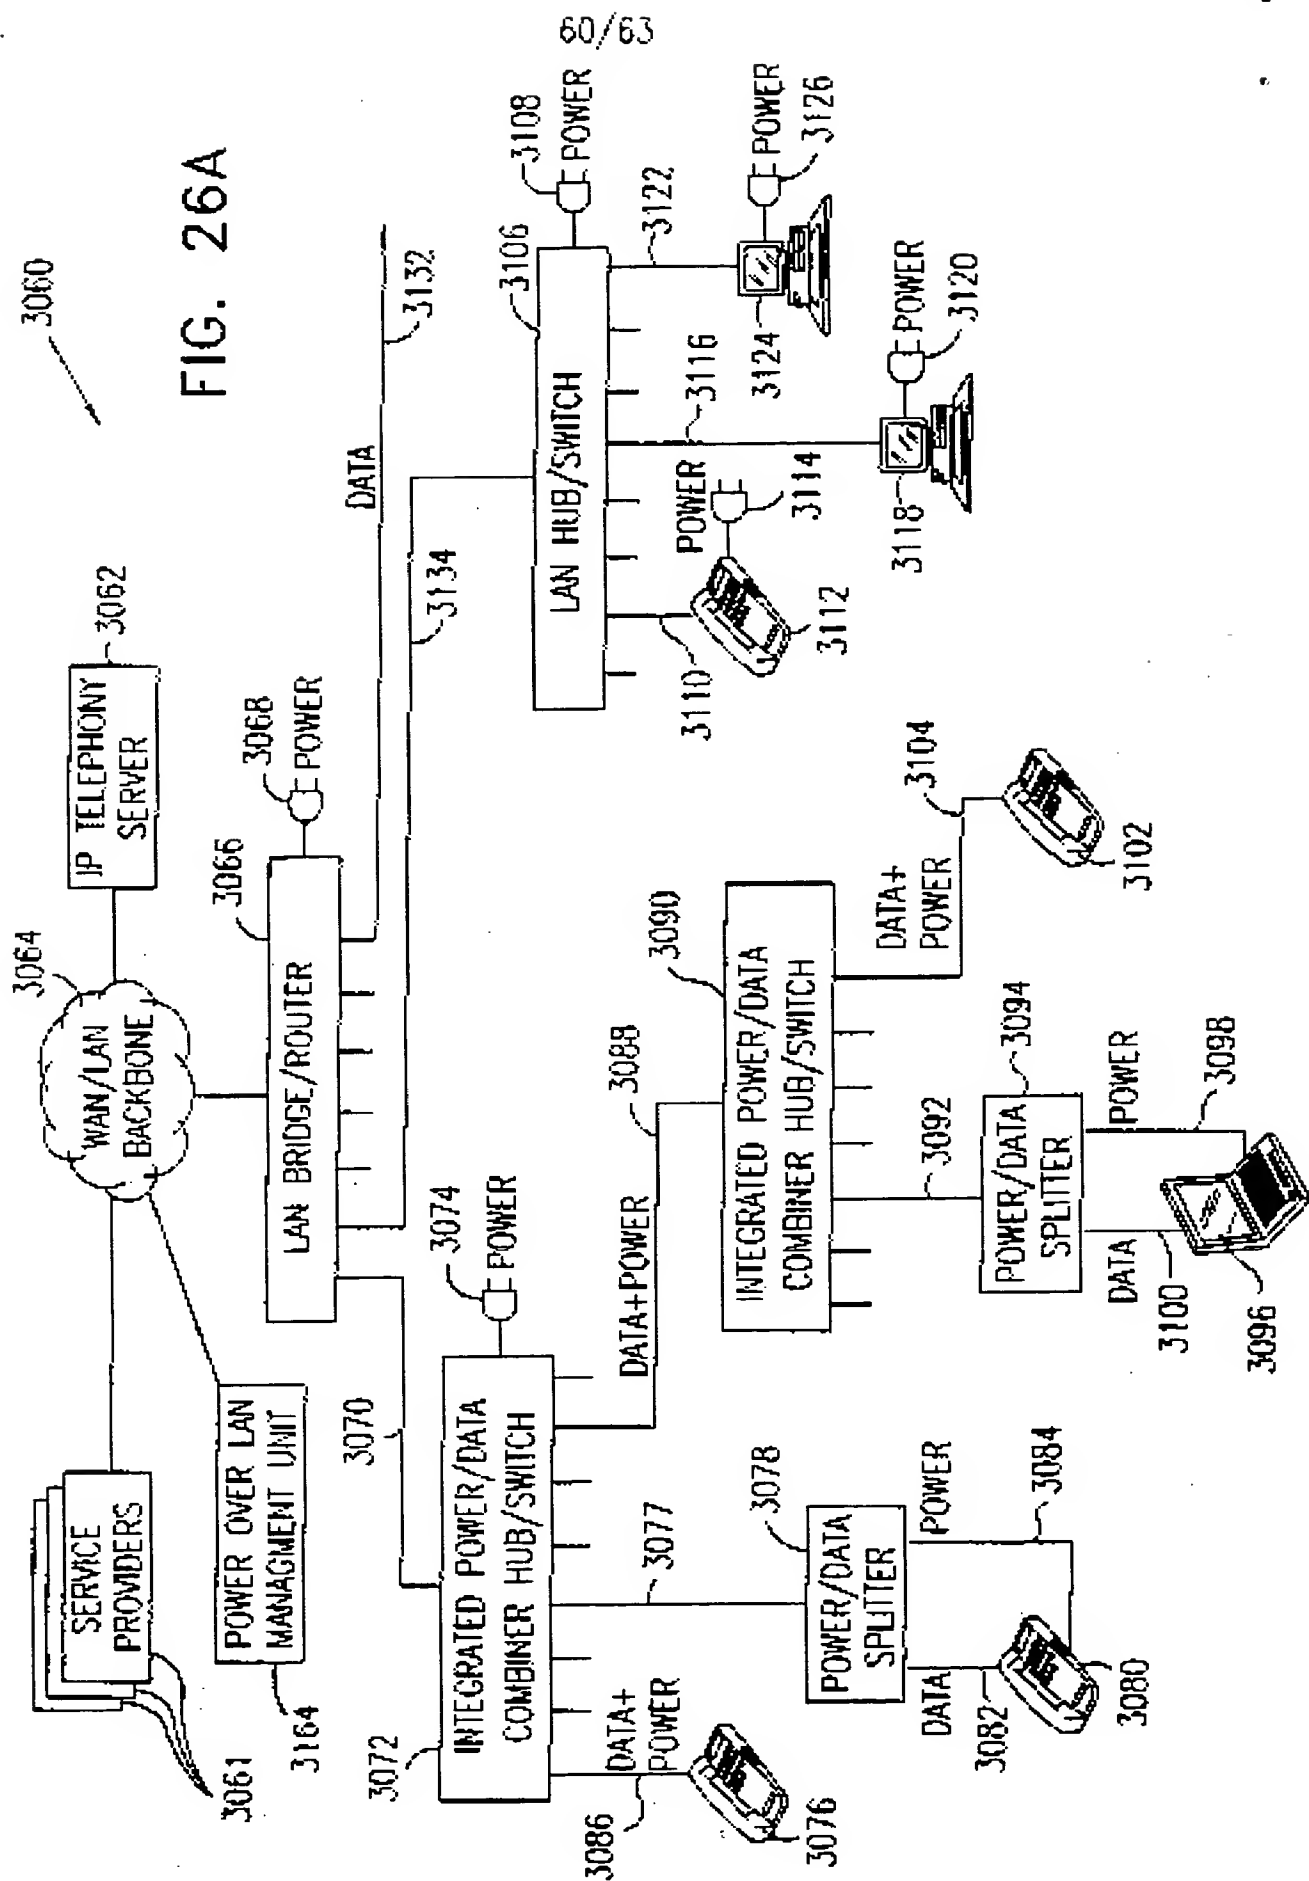 60/63
3060
FIG. 26A
SERVICE
PROVIDERS
3061
POWER OVER LAN
MANAGMENT UNIT
3164
WAN/LAN
BACKBONE
3064
IP TELEPHONY
SERVER
3062
LAN BRIDGE/ROUTER
3066
3068
POWER
DATA
3132
3134
3070
3072
INTEGRATED POWER/DATA
COMBINER HUB/SWITCH
3074
POWER
LAN HUB/SWITCH
3106
3108
POWER
3086
DATA+
POWER
3076
3077
3078
POWER/DATA
SPLITTER
DATA
3082
POWER
3084
3080
DATA+POWER
3088
INTEGRATED POWER/DATA
COMBINER HUB/SWITCH
3090
3092
POWER/DATA
SPLITTER
3094
DATA
3100
POWER
3098
3096
DATA+
POWER
3104
3102
3110
3112
POWER
3114
3116
3118
POWER
3120
3122
3124
POWER
3126